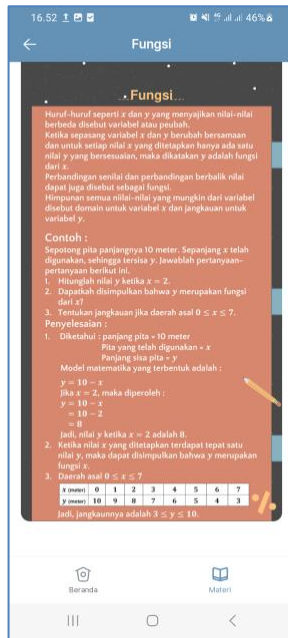 16.52
46%
Fungsi
Fungsi
Huruf-huruf seperti x dan y yang menyajikan nilai-nilai
berbeda disebut variabel atau peubah.
Ketika sepasang variabel x dan y berubah bersamaan
dan untuk setiap nilai x yang ditetapkan hanya ada satu
nilai y yang bersesuaian, maka dikatakan y adalah fungsi
dari x.
Perbandingan senilai dan perbandingan berbalik nilai
dapat juga disebut sebagai fungsi.
Himpunan semua niilai-nilai yang mungkin dari variabel
disebut domain untuk variabel x dan jangkauan untuk
variabel y.
Contoh :
Sepotong pita panjangnya 10 meter. Sepanjang x telah
digunakan, sehingga tersisa y. Jawablah pertanyaan-
pertanyaan berikut ini.
1. Hitunglah nilai y ketika x = 2.
2. Dapatkah disimpulkan bahwa y merupakan fungsi
dari x?
3. Tentukan jangkauan jika daerah asal 0 ≤ x ≤ 7.
Penyelesaian :
1. Diketahui : panjang pita = 10 meter
Pita yang telah digunakan = x
Panjang sisa pita = y
Model matematika yang terbentuk adalah :
y = 10 − x
Jika x = 2, maka diperoleh :
y = 10 − x
= 10 − 2
= 8
Jadi, nilai y ketika x = 2 adalah 8.
2. Ketika nilai x yang ditetapkan terdapat tepat satu
nilai y, maka dapat disimpulkan bahwa y merupakan
fungsi x.
3. Daerah asal 0 ≤ x ≤ 7
x (meter) 0 1 2 3 4 5 6 7
y (meter) 10 9 8 7 6 5 4 3
Jadi, jangkaunnya adalah 3 ≤ y ≤ 10.
Beranda Materi